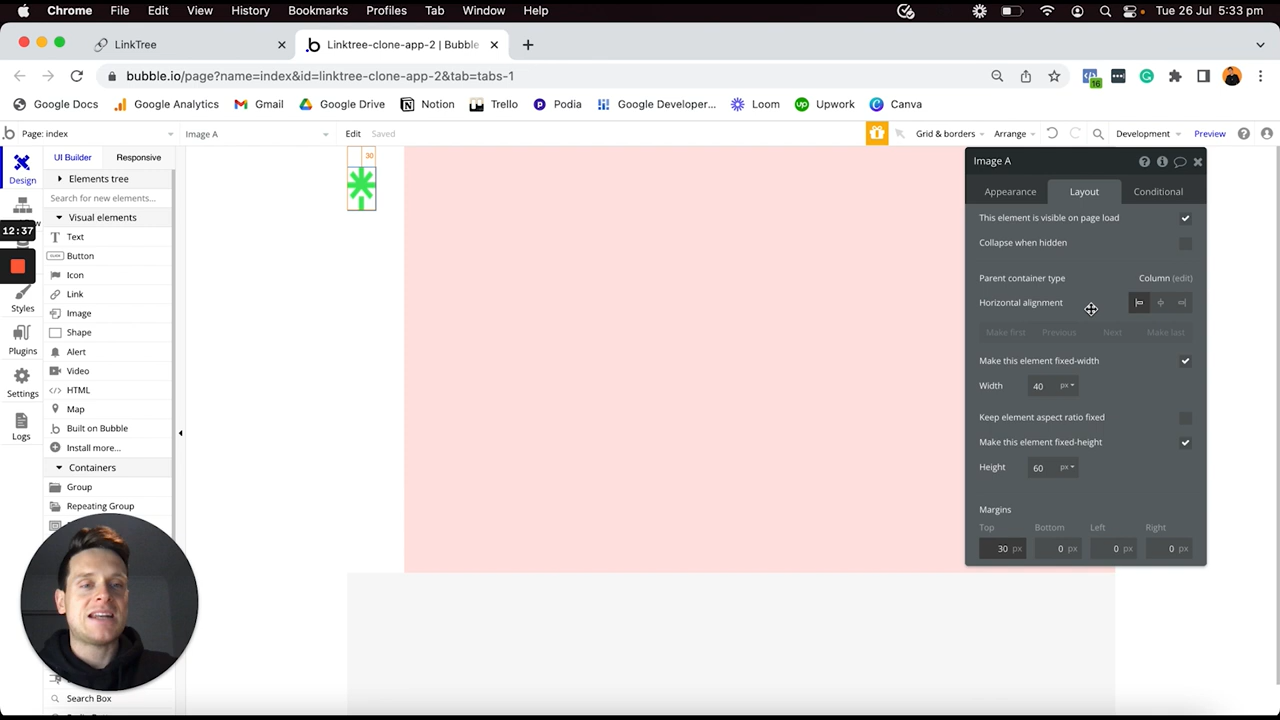 Chrome File Edit View History Bookmarks Profiles Tab Window Help Tue 26 Jul 5:33 pm
LinkTree Linktree-clone-app-2 | Bubble
bubble.io/page?name=index&id=linktree-clone-app-2&tab=tabs-1 16
Google Docs Google Analytics Gmail Google Drive Notion Trello Podia Google Developer... Loom Upwork Canva
Page: index Image A Edit Saved Grid & borders Arrange Development Preview
UI Builder Responsive
Design
Elements tree
Search for new elements...
Visual elements
12:37
Text
Button
Icon
Link
Styles
Image
Shape
Plugins
Alert
Video
Settings
HTML
Map
Logs
Built on Bubble
Install more...
Containers
Group
Repeating Group
Search Box
30
Image A
Appearance Layout Conditional
This element is visible on page load
Collapse when hidden
Parent container type Column (edit)
Horizontal alignment
Make first Previous Next Make last
Make this element fixed-width
Width 40 px
Keep element aspect ratio fixed
Make this element fixed-height
Height 60 px
Margins
Top Bottom Left Right
30 px 0 px 0 px 0 px